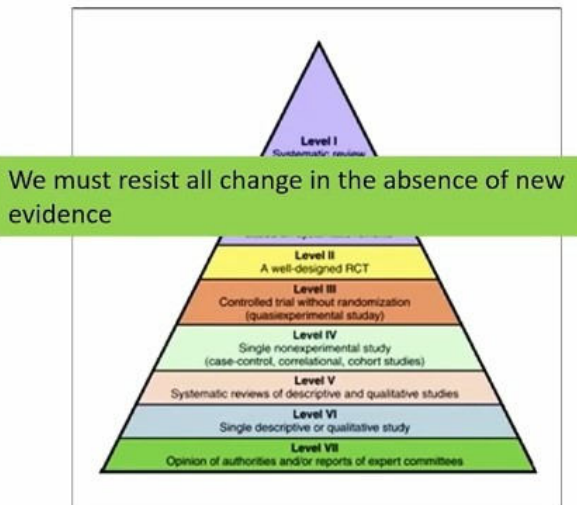 Level I
Systematic review
We must resist all change in the absence of new
evidence
Level II
A well-designed RCT
Level III
Controlled trial without randomization
(quasiexperimental studay)
Level IV
Single nonexperimental study
(case-control, correlational, cohort studies)
Level V
Systematic reviews of descriptive and qualitative studies
Level VI
Single descriptive or qualitative study
Level VII
Opinion of authorities and/or reports of expert committees